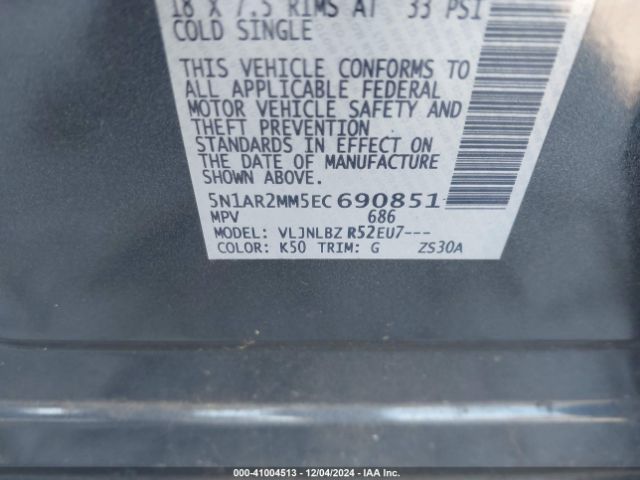 18 X 7.5 RIMS AT 33 PSI
COLD SINGLE
THIS VEHICLE CONFORMS TO
ALL APPLICABLE FEDERAL
MOTOR VEHICLE SAFETY AND
THEFT PREVENTION
STANDARDS IN EFFECT ON
THE DATE OF MANUFACTURE
SHOWN ABOVE.
5N1AR2MM5EC690851
MPV 686
MODEL: VLJNLBZ R52EU7---
COLOR: K50 TRIM: G ZS30A
000-41004513 - 12/04/2024 - IAA Inc.